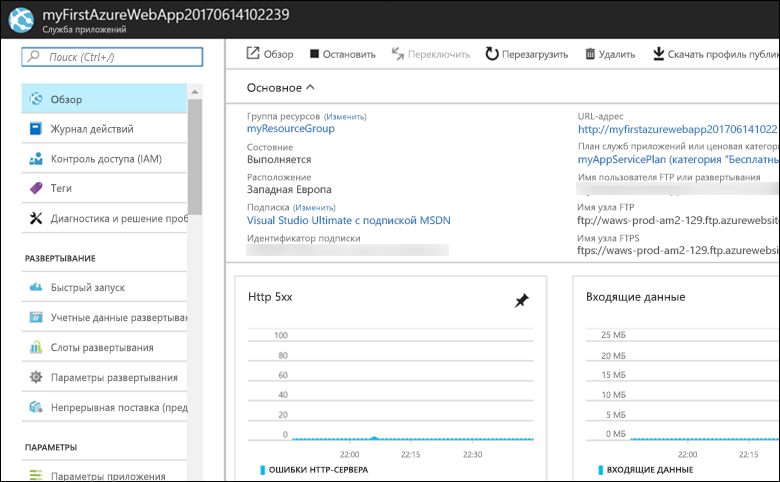 myFirstAzureWebApp20170614102239
Служба приложений
Поиск (Ctrl+/)
Обзор
Журнал действий
Контроль доступа (IAM)
Теги
Диагностика и решение проб
РАЗВЕРТЫВАНИЕ
Быстрый запуск
Учетные данные развертыван
Слоты развертывания
Параметры развертывания
Непрерывная поставка (пред
ПАРАМЕТРЫ
Параметры приложения
Обзор Остановить Переключить Перезагрузить Удалить Скачать профиль публи
Основное
Группа ресурсов (Изменить)
myResourceGroup
Состояние
Выполняется
Расположение
Западная Европа
Подписка (Изменить)
Visual Studio Ultimate с подпиской MSDN
Идентификатор подписки
URL-адрес
http://myfirstazurewebapp201706141022
План служб приложений или ценовая категори
myAppServicePlan (категория "Бесплатны
Имя пользователя FTP или развертывания
Имя узла FTP
ftp://waws-prod-am2-129.ftp.azurewebsite
Имя узла FTPS
ftps://waws-prod-am2-129.ftp.azurewebsi
Http 5xx
100
80
60
40
20
0
22:00 22:15 22:30
ОШИБКИ HTTP-СЕРВЕРА
Входящие данные
25 МБ
20 МБ
15 МБ
10 МБ
5 МБ
0 МБ
22:00 22:15
ВХОДЯЩИЕ ДАННЫЕ